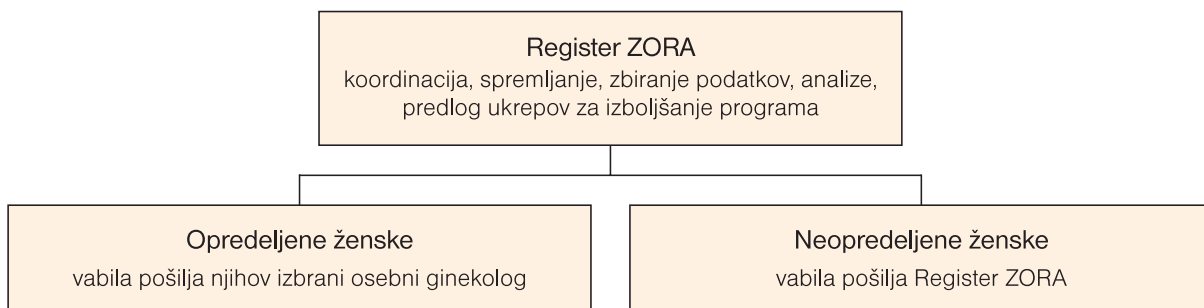 Register ZORA
koordinacija, spremljanje, zbiranje podatkov, analize,
predlog ukrepov za izboljšanje programa
Opredeljene ženske
vabila pošilja njihov izbrani osebni ginekolog
Neopredeljene ženske
vabila pošilja Register ZORA